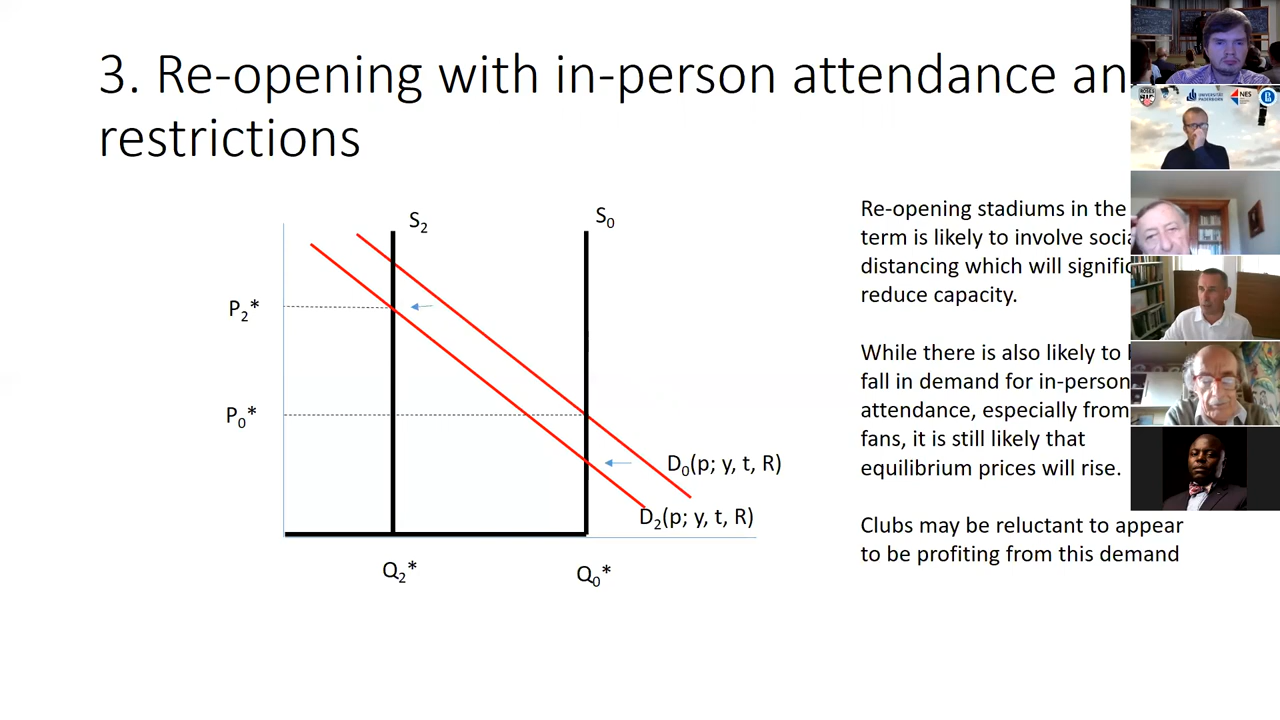 3. Re-opening with in-person attendance an
restrictions
S2
S0
Re-opening stadiums in the
term is likely to involve socia
distancing which will signific
reduce capacity.
P2*
While there is also likely to
fall in demand for in-person
attendance, especially from
fans, it is still likely that
equilibrium prices will rise.
P0*
D0(p; y, t, R)
D2(p; y, t, R)
Clubs may be reluctant to appear
to be profiting from this demand
Q2*
Q0*
UNIVERSITÄT
PADERBORN
NES